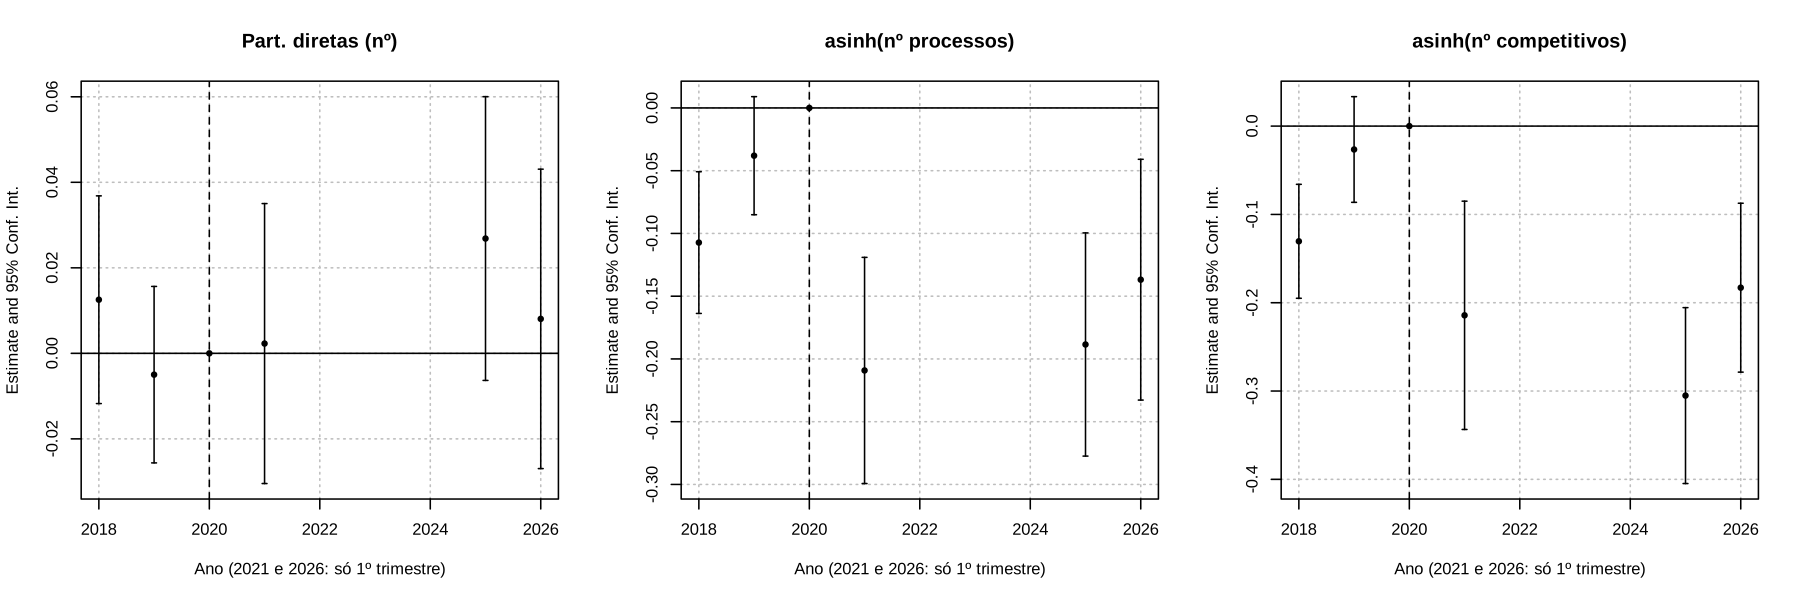 Part. diretas (nº)
Estimate and 95% Conf. Int.
0.06
0.04
0.02
0.00
-0.02
2018 2020 2022 2024 2026
Ano (2021 e 2026: só 1º trimestre)
asinh(nº processos)
Estimate and 95% Conf. Int.
0.00
-0.05
-0.10
-0.15
-0.20
-0.25
-0.30
2018 2020 2022 2024 2026
Ano (2021 e 2026: só 1º trimestre)
asinh(nº competitivos)
Estimate and 95% Conf. Int.
0.0
-0.1
-0.2
-0.3
-0.4
2018 2020 2022 2024 2026
Ano (2021 e 2026: só 1º trimestre)